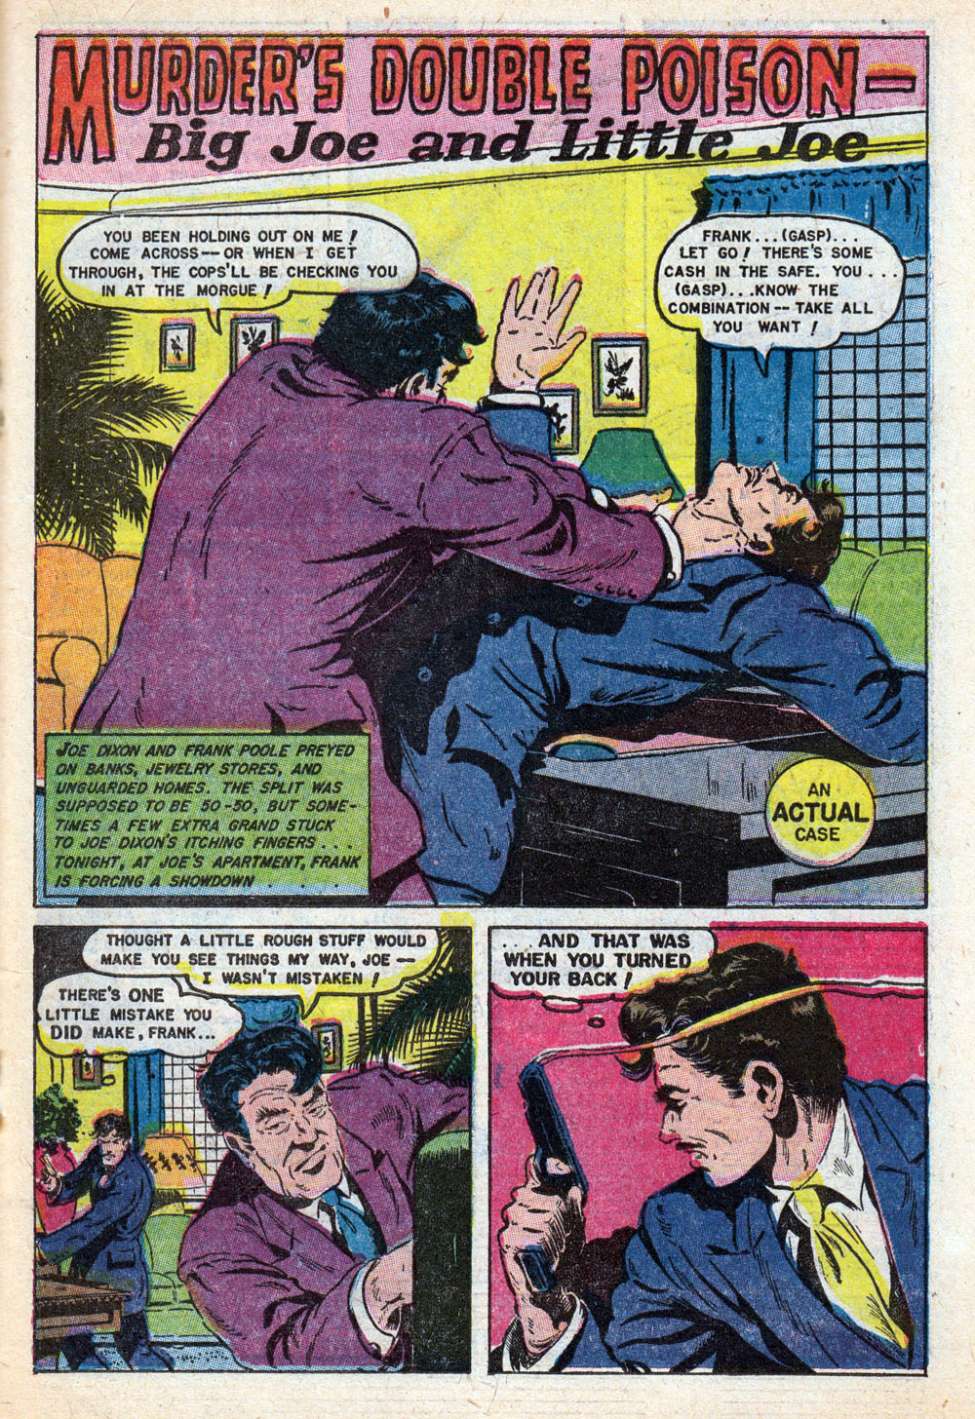 MURDER'S DOUBLE POISON—
Big Joe and Little Joe
YOU BEEN HOLDING OUT ON ME!
COME ACROSS--OR WHEN I GET
THROUGH, THE COPS'LL BE CHECKING YOU
IN AT THE MORGUE!
FRANK...(GASP)...
LET GO! THERE'S SOME
CASH IN THE SAFE. YOU...
(GASP)...KNOW THE
COMBINATION--TAKE ALL
YOU WANT!
JOE DIXON AND FRANK POOLE PREYED
ON BANKS, JEWELRY STORES, AND
UNGUARDED HOMES. THE SPLIT WAS
SUPPOSED TO BE 50-50, BUT SOME-
TIMES A FEW EXTRA GRAND STUCK
TO JOE DIXON'S ITCHING FINGERS...
TONIGHT, AT JOE'S APARTMENT, FRANK
IS FORCING A SHOWDOWN . . . .
AN
ACTUAL
CASE
THOUGHT A LITTLE ROUGH STUFF WOULD
MAKE YOU SEE THINGS MY WAY, JOE—
I WASN'T MISTAKEN!
THERE'S ONE
LITTLE MISTAKE YOU
DID MAKE, FRANK...
...AND THAT WAS
WHEN YOU TURNED
YOUR BACK!